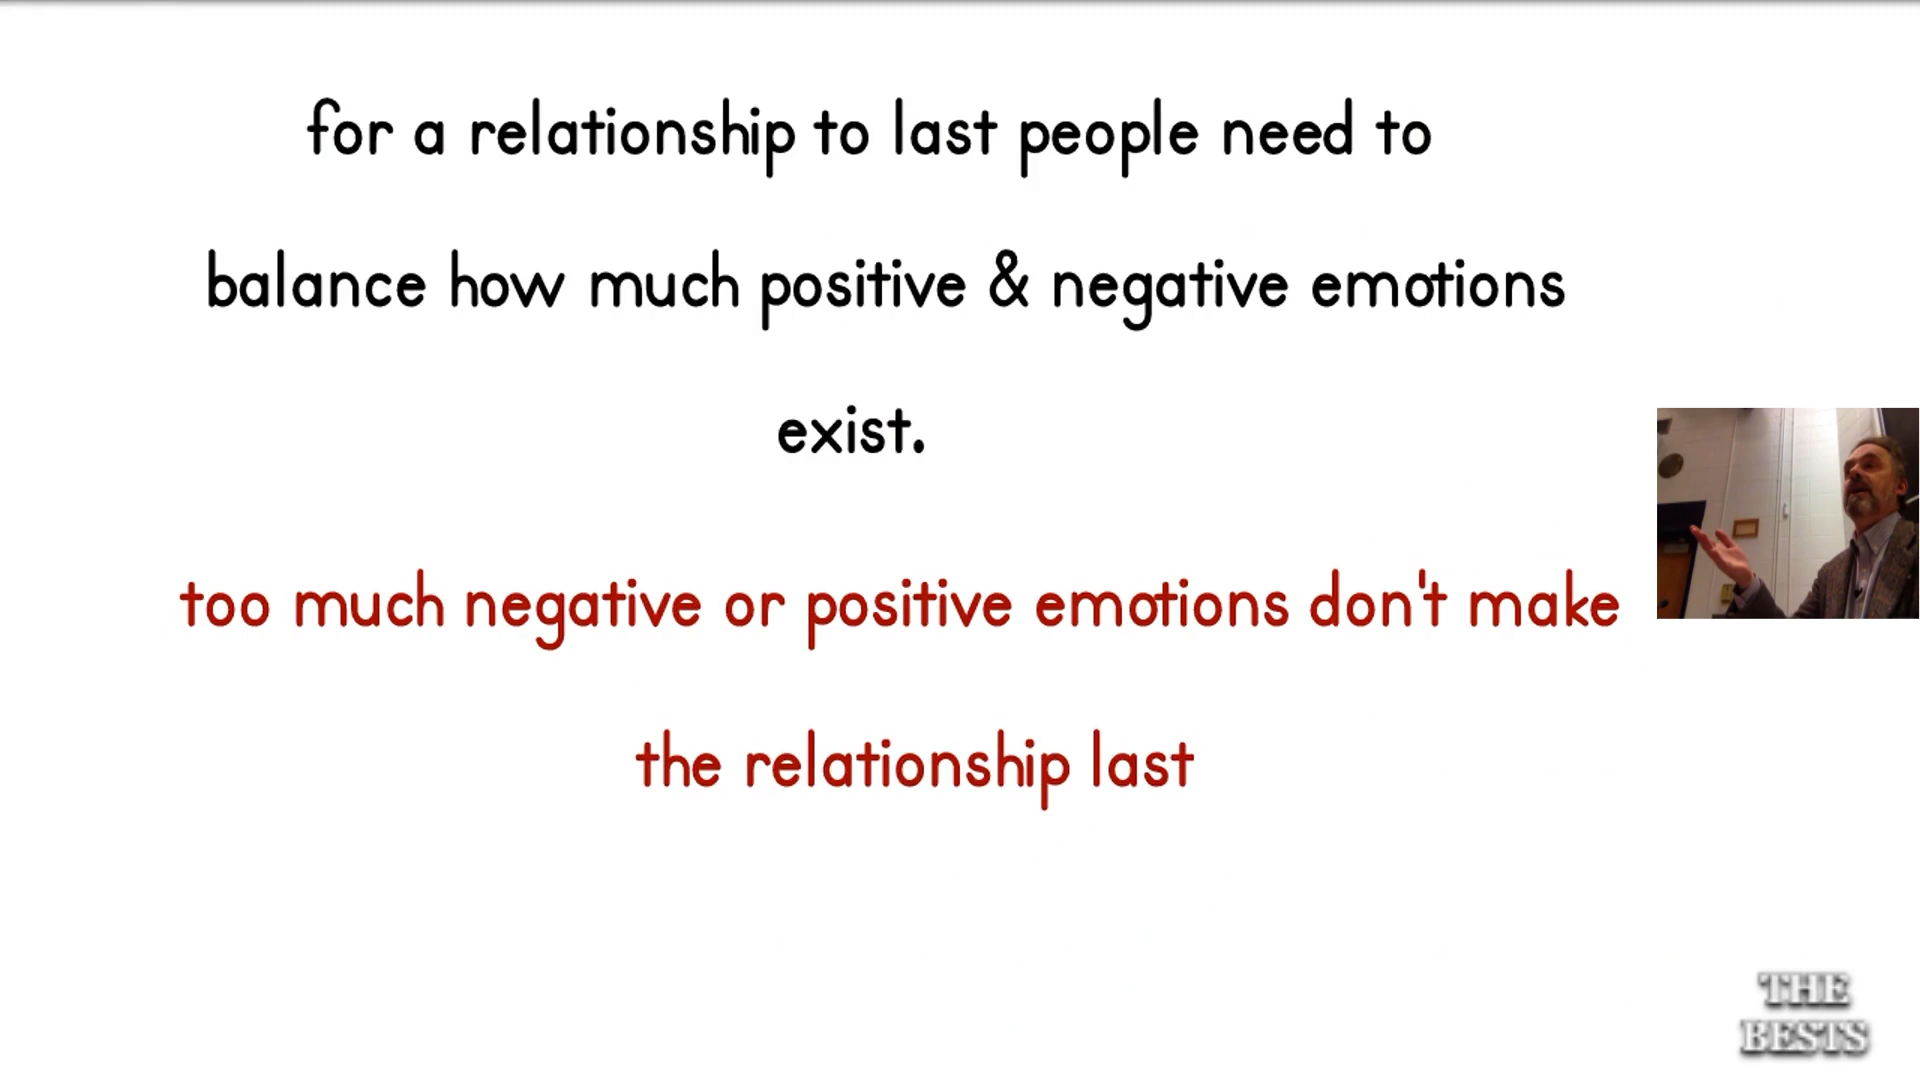 for a relationship to last people need to
balance how much positive & negative emotions
exist.
too much negative or positive emotions don't make
the relationship last
THE
BESTS